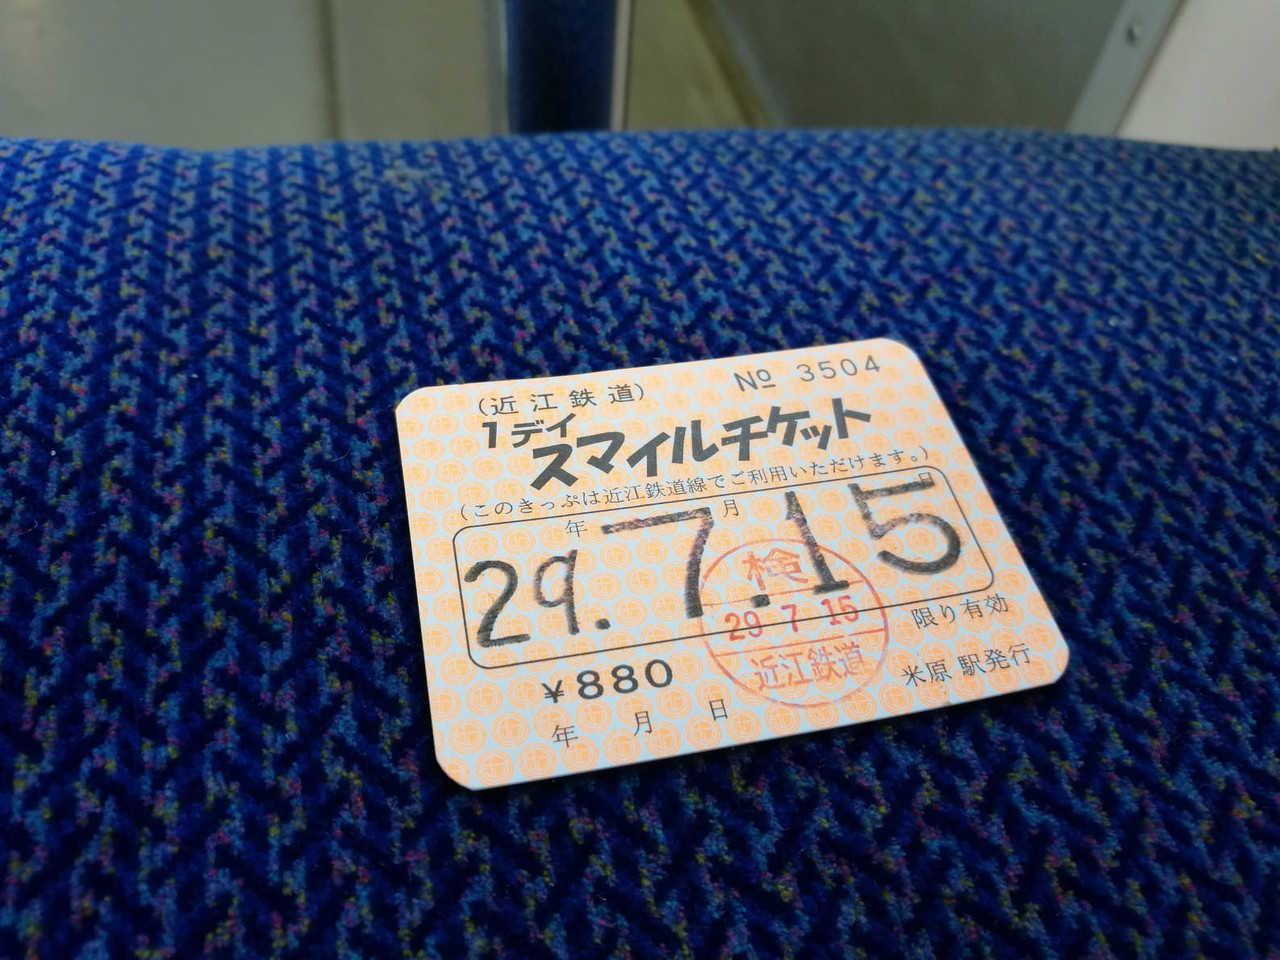 (近江鉄道)
№ 3504
1デイ
スマイルチケット
(このきっぷは近江鉄道線でご利用いただけます。)
年 月 日
29.7.15
検
29 7 15
近江鉄道
限り有効
¥880
米原 駅発行
年 月 日